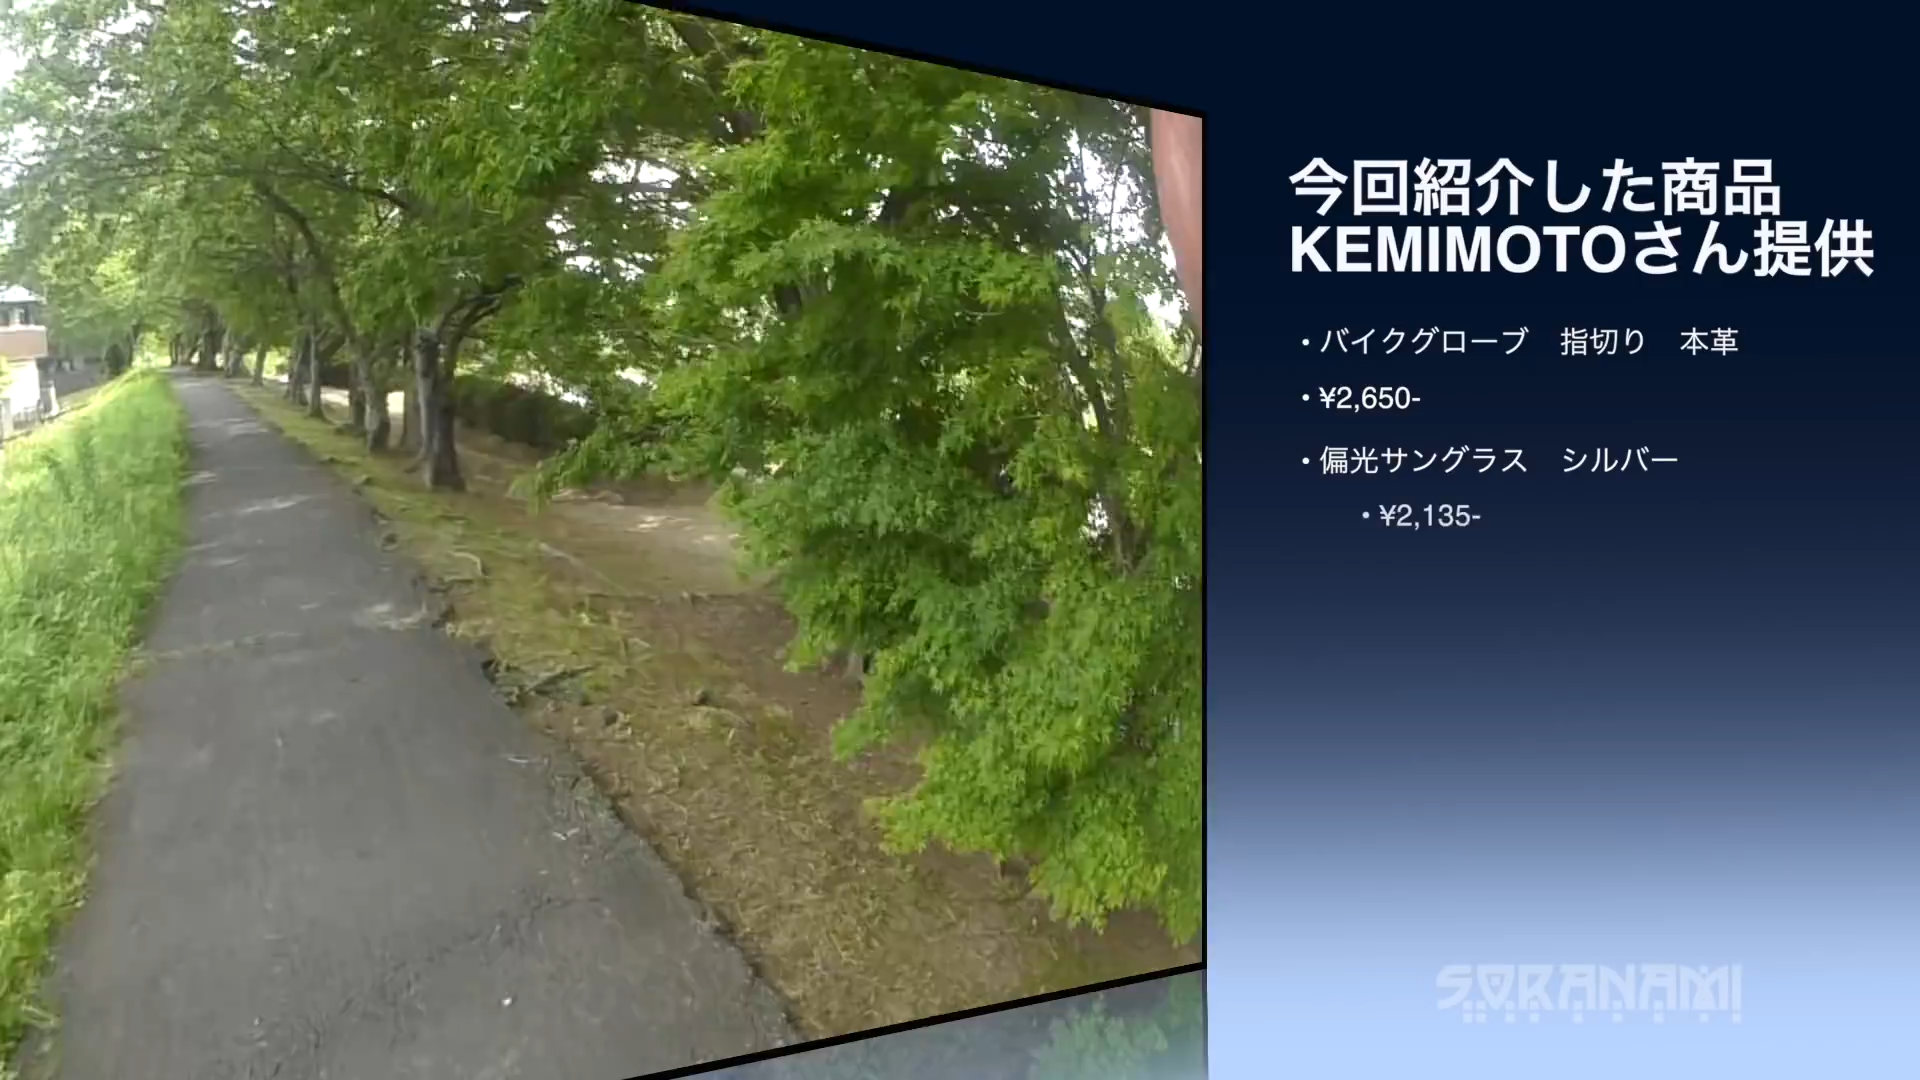 今回紹介した商品
KEMIMOTOさん提供
・バイクグローブ　指切り　本革
・¥2,650-
・偏光サングラス　シルバー
・¥2,135-
SORANAMI